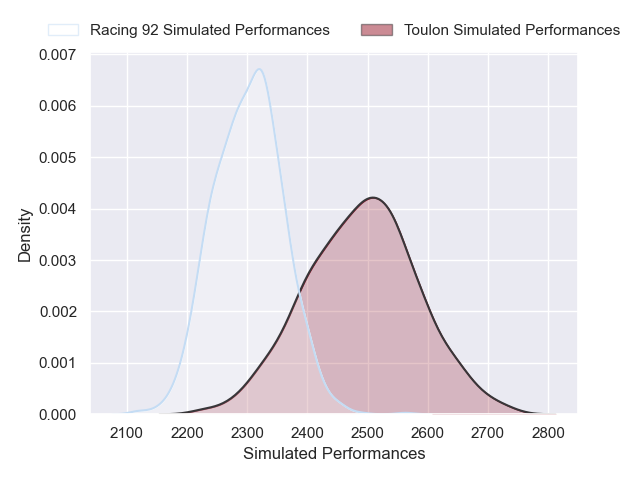 Racing 92 Simulated Performances Toulon Simulated Performances
0.007
0.006
0.005
0.004
0.003
0.002
0.001
0.000
Density
2100 2200 2300 2400 2500 2600 2700 2800
Simulated Performances